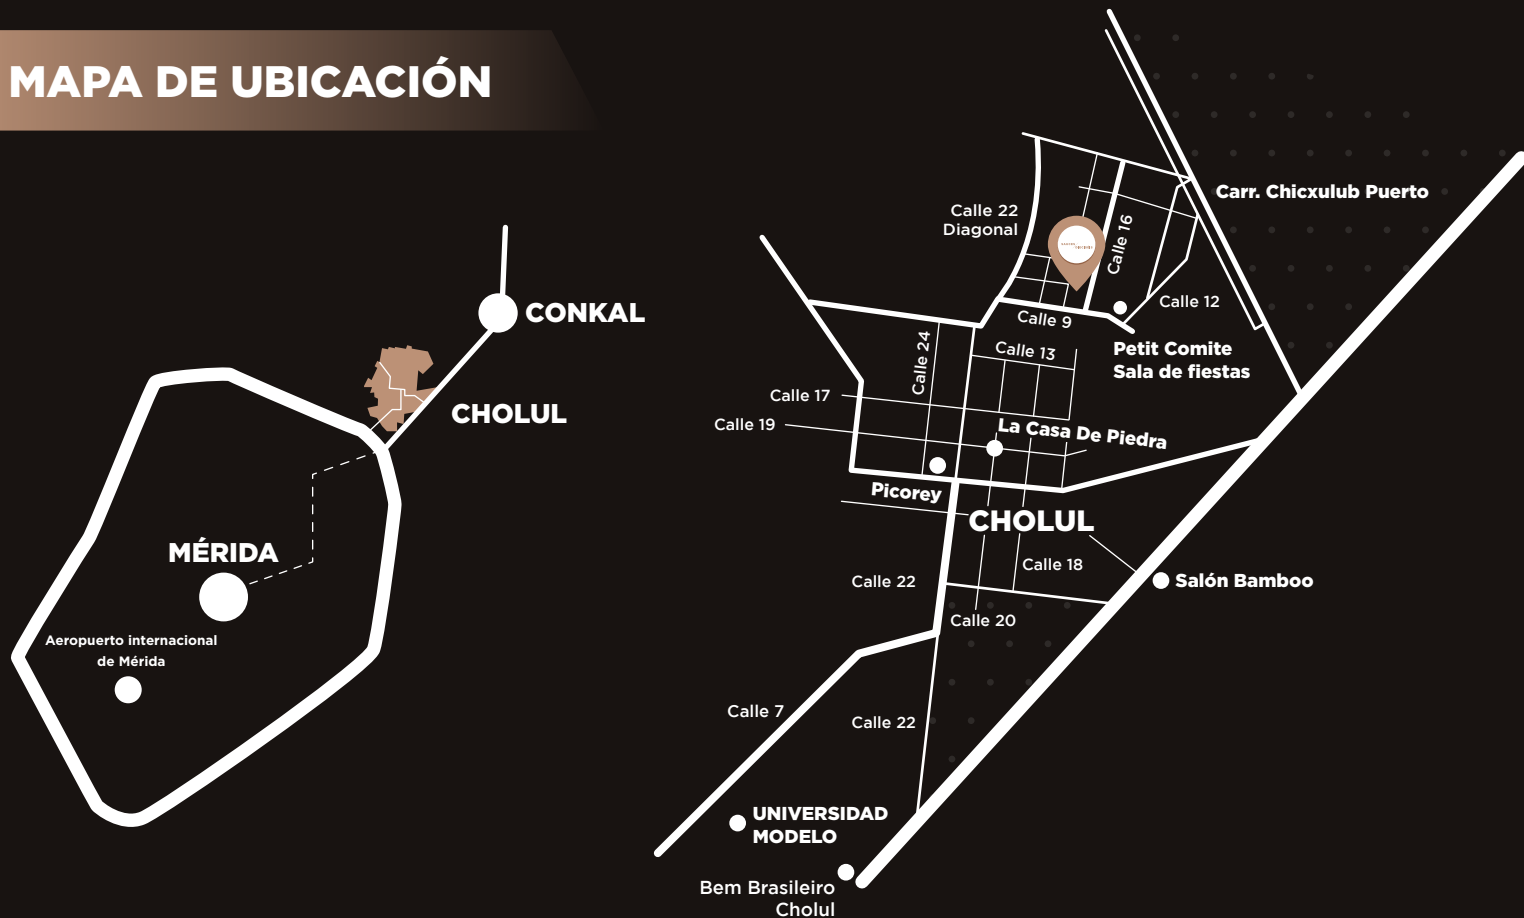 MAPA DE UBICACIÓN
CONKAL
CHOLUL
MÉRIDA
Aeropuerto internacional
de Mérida
Carr. Chicxulub Puerto
Calle 22
Diagonal
Calle 16
Calle 12
Calle 9
Petit Comite
Sala de fiestas
Calle 24
Calle 13
Calle 17
Calle 19
La Casa De Piedra
Picorey
CHOLUL
Calle 18
Calle 22
Salón Bamboo
Calle 20
Calle 7
Calle 22
UNIVERSIDAD
MODELO
Bem Brasileiro
Cholul